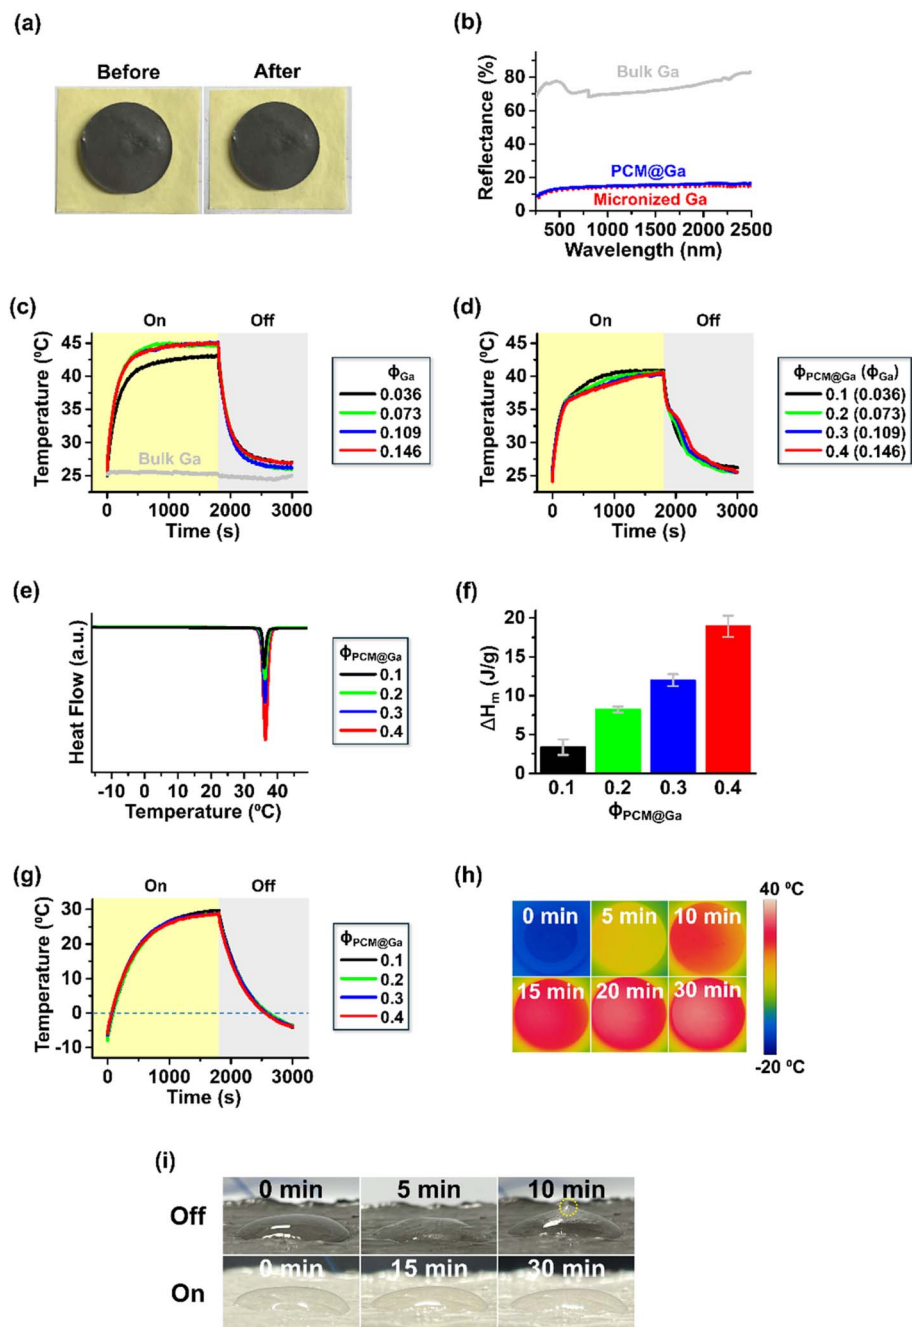 (a)
Before
After
(b)
Reflectance (%)
80
60
40
20
0
Bulk Ga
PCM@Ga
Micronized Ga
500 1000 1500 2000 2500
Wavelength (nm)
(c)
On
Off
Temperature (ºC)
45
40
35
30
25
Bulk Ga
0 1000 2000 3000
Time (s)
ϕGa
0.036
0.073
0.109
0.146
(d)
On
Off
Temperature (ºC)
45
40
35
30
25
0 1000 2000 3000
Time (s)
ϕPCM@Ga (ϕGa)
0.1 (0.036)
0.2 (0.073)
0.3 (0.109)
0.4 (0.146)
(e)
Heat Flow (a.u.)
-10 0 10 20 30 40
Temperature (ºC)
ϕPCM@Ga
0.1
0.2
0.3
0.4
(f)
ΔHm (J/g)
20
15
10
5
0
0.1 0.2 0.3 0.4
ϕPCM@Ga
(g)
On
Off
Temperature (ºC)
30
20
10
0
-10
0 1000 2000 3000
Time (s)
ϕPCM@Ga
0.1
0.2
0.3
0.4
(h)
0 min
5 min
10 min
15 min
20 min
30 min
40 ºC
-20 ºC
(i)
Off
0 min
5 min
10 min
On
0 min
15 min
30 min